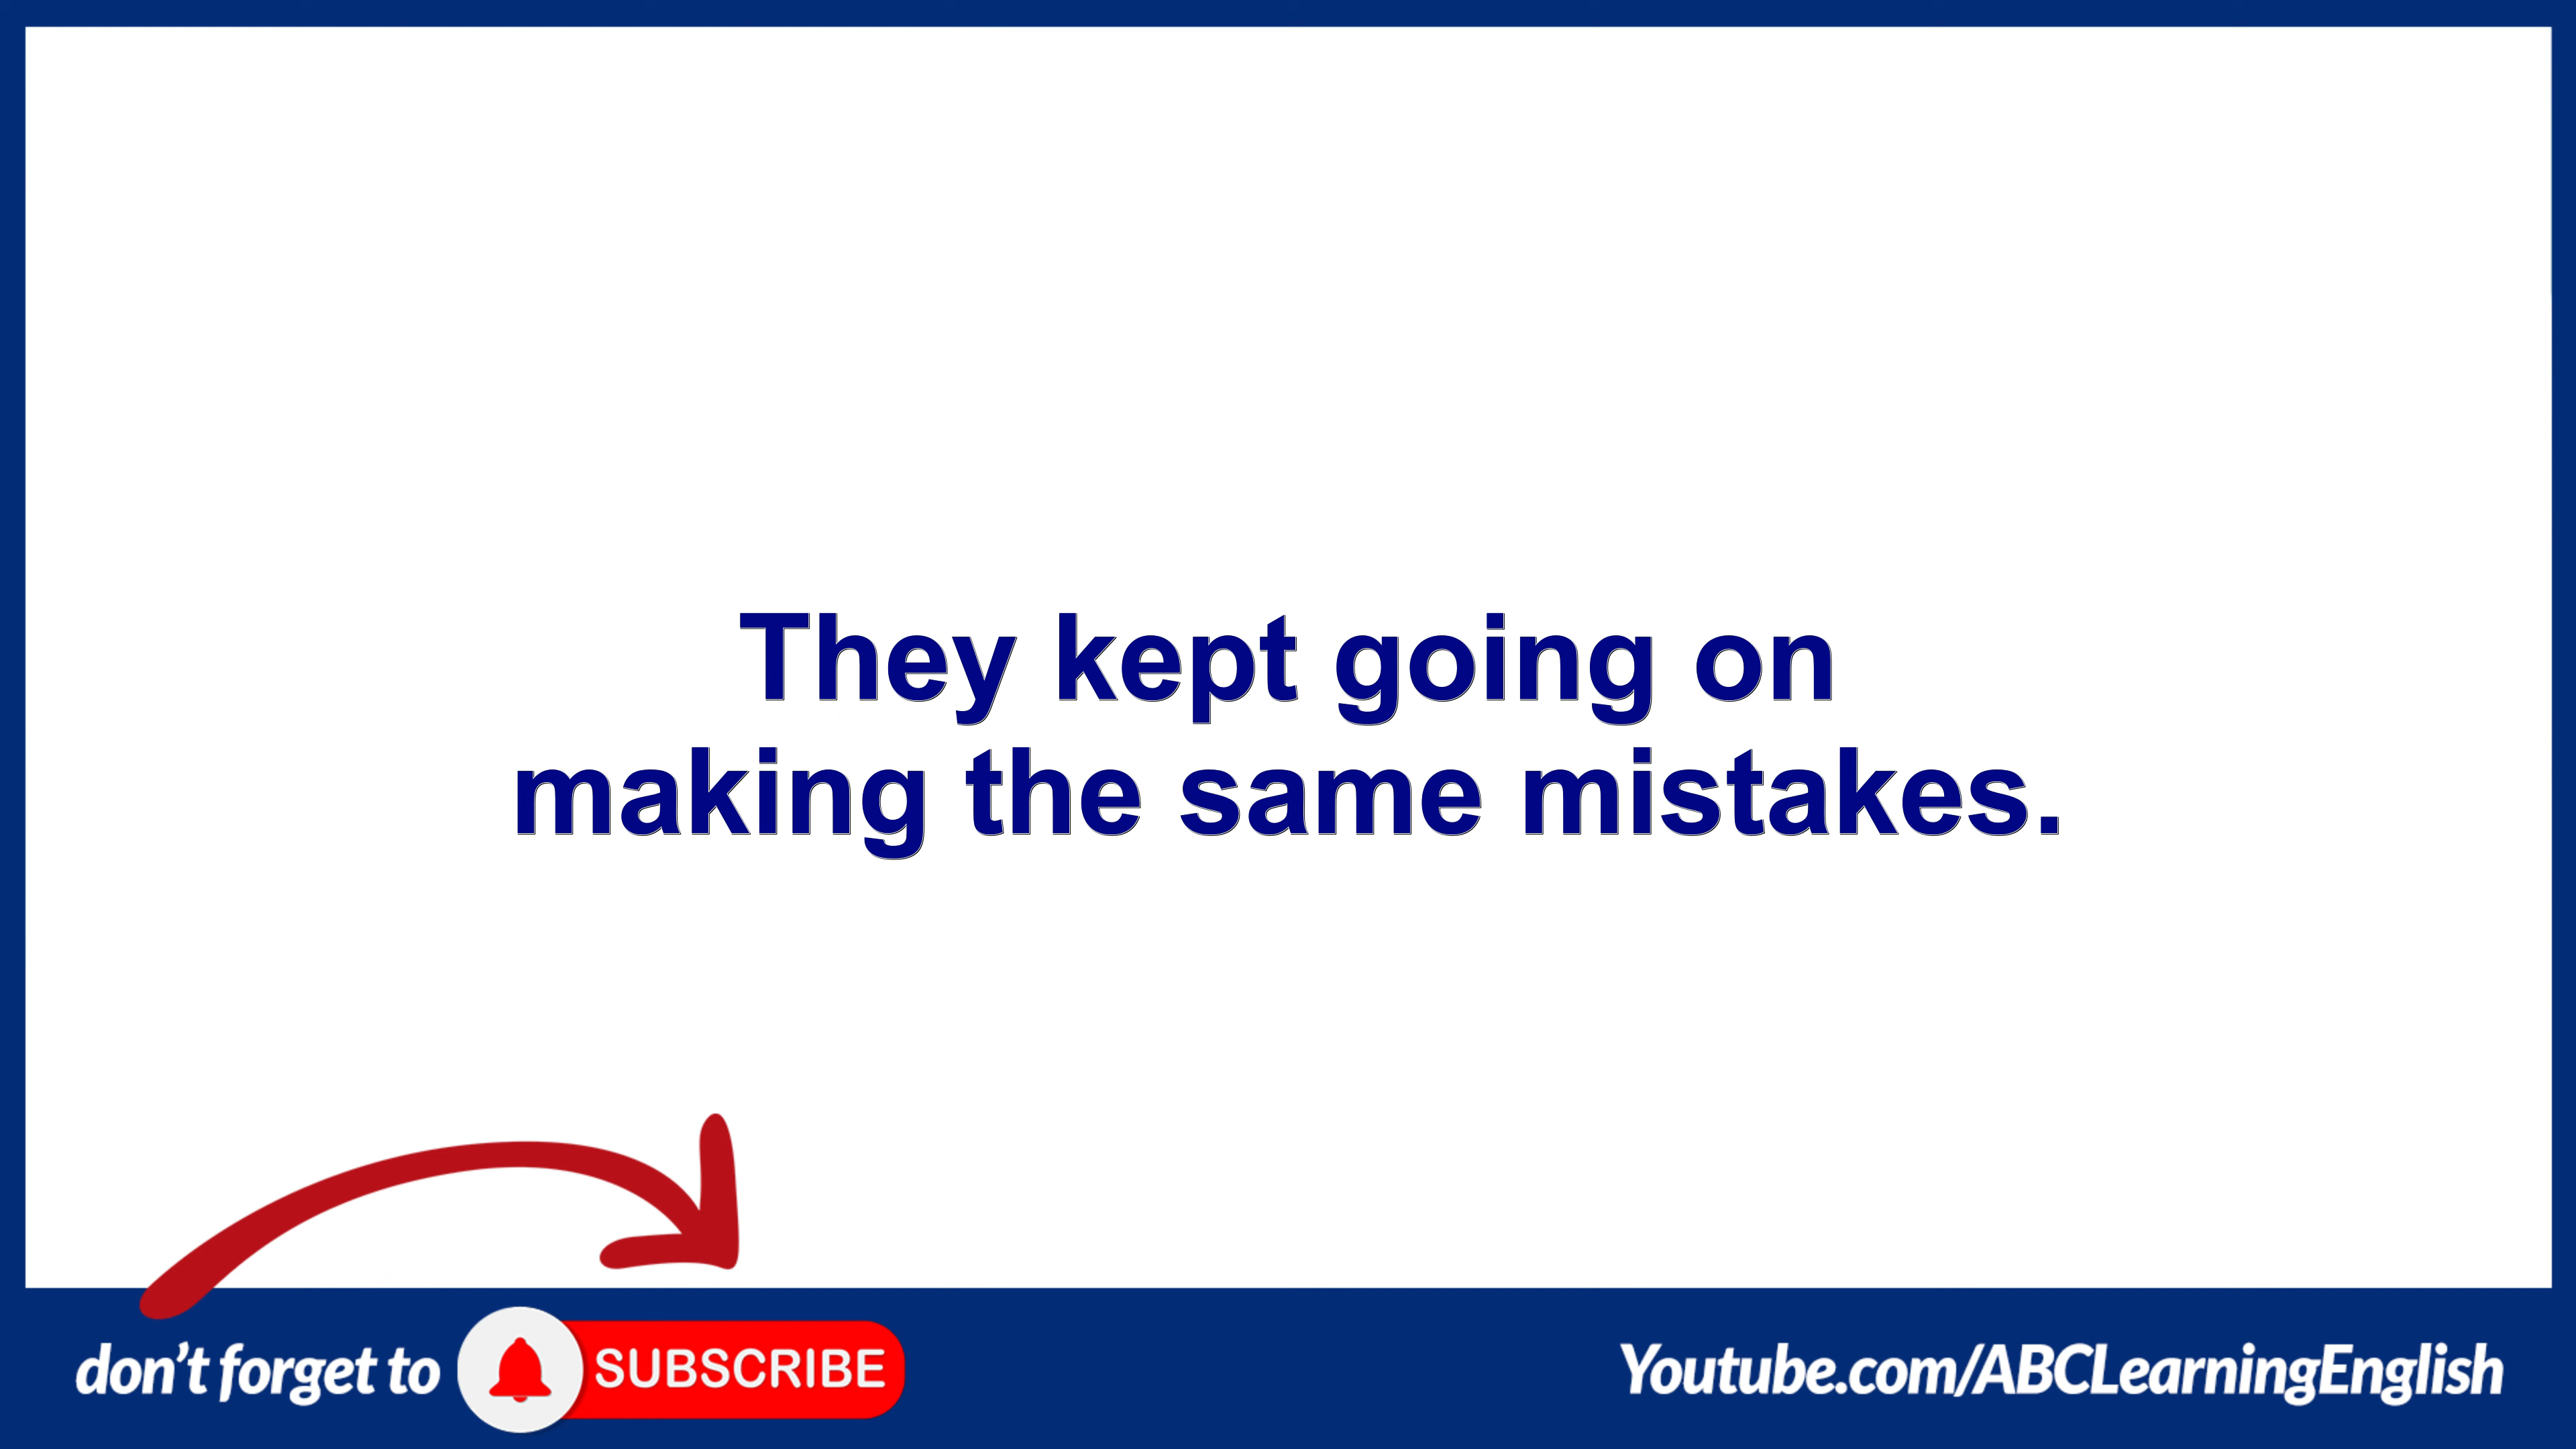 They kept going on
making the same mistakes.
don't forget to SUBSCRIBE
Youtube.com/ABCLearningEnglish